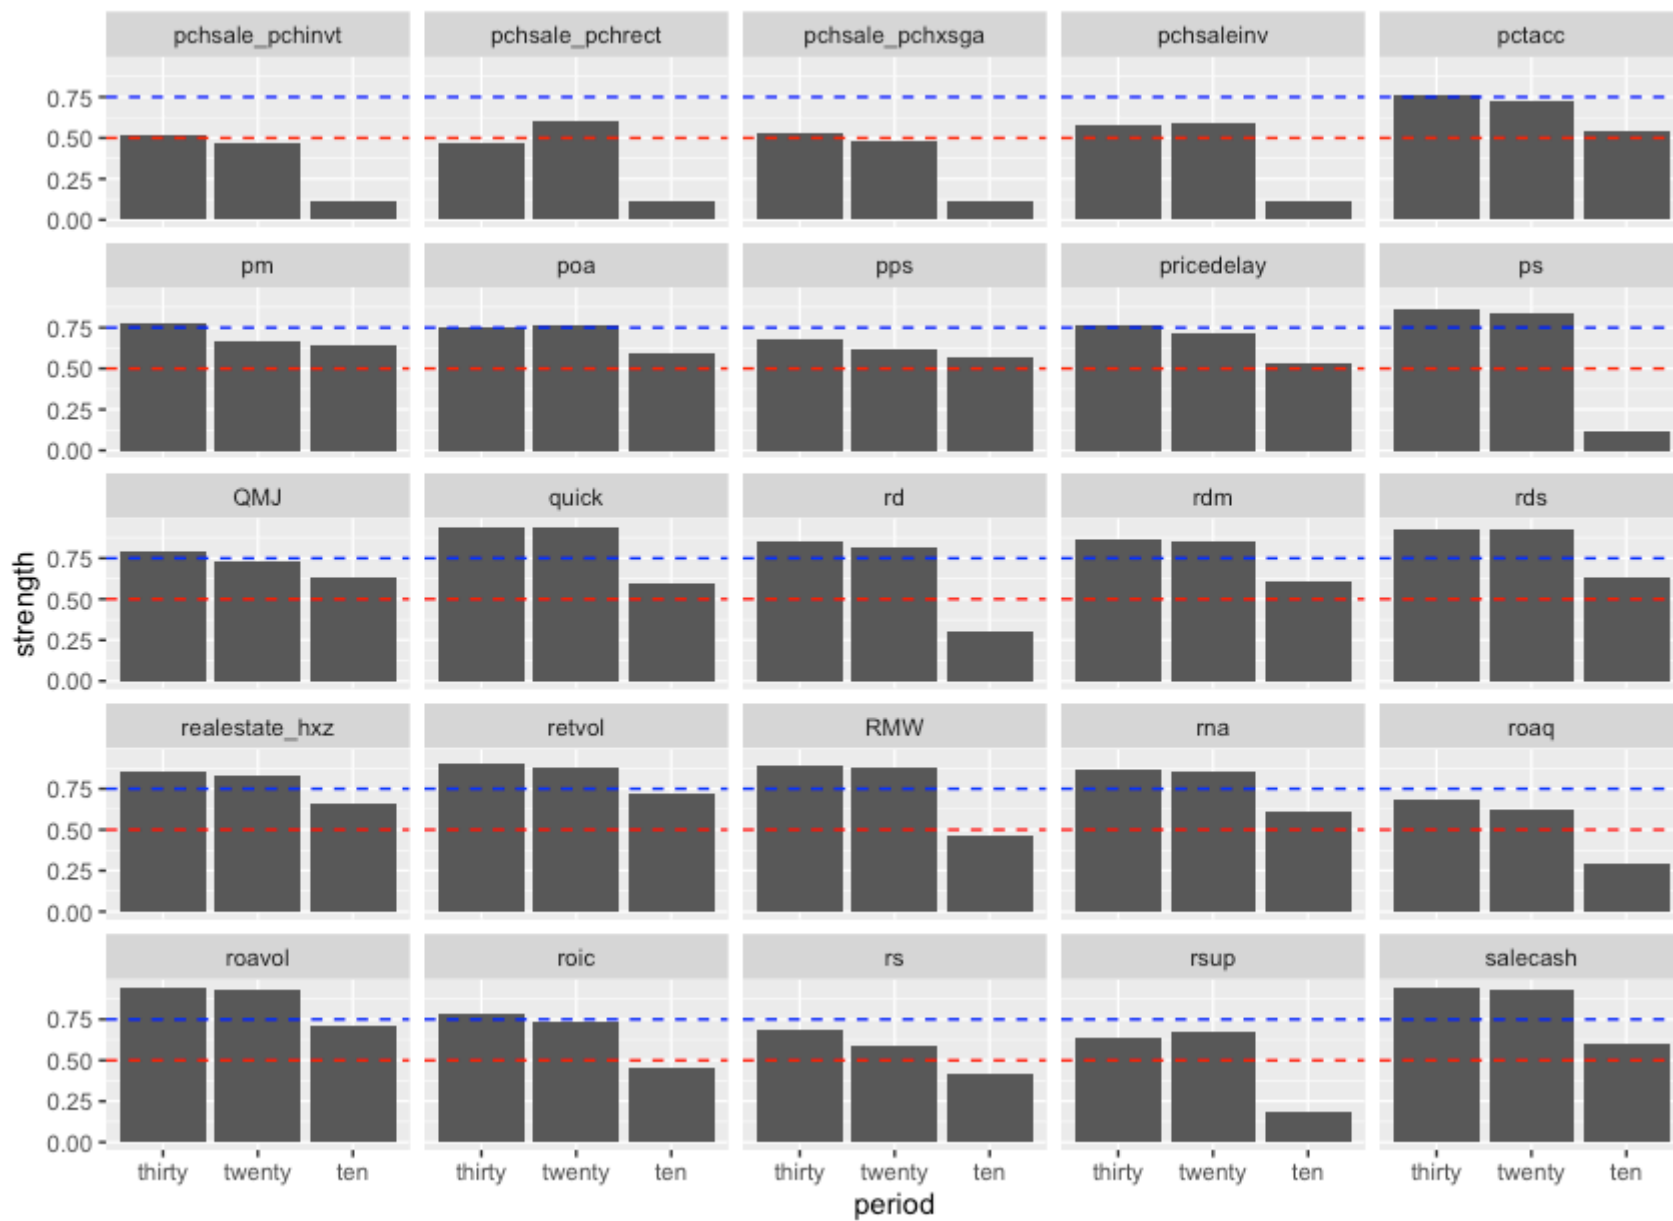 pchsale_pchinvt pchsale_pchrect pchsale_pchxsga pchsaleinv pctacc
0.75
0.50
0.25
0.00
pm poa pps pricedelay ps
0.75
0.50
0.25
0.00
QMJ quick rd rdm rds
0.75
0.50
0.25
0.00
strength
realestate_hxz retvol RMW rna roaq
0.75
0.50
0.25
0.00
roavol roic rs rsup salecash
0.75
0.50
0.25
0.00
thirty twenty ten thirty twenty ten thirty twenty ten thirty twenty ten thirty twenty ten
period